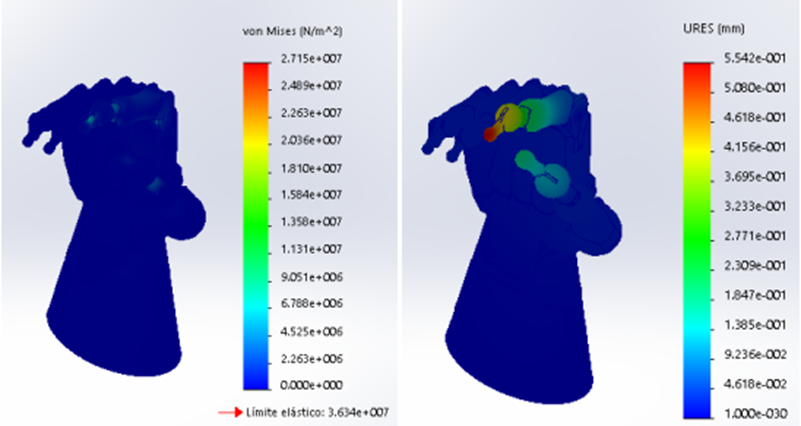 von Mises (N/m^2)
2.715e+007
2.489e+007
2.263e+007
2.036e+007
1.810e+007
1.584e+007
1.358e+007
1.131e+007
9.051e+006
6.788e+006
4.525e+006
2.263e+006
0.000e+000
Límite elástico: 3.634e+007
URES (mm)
5.542e-001
5.080e-001
4.618e-001
4.156e-001
3.695e-001
3.233e-001
2.771e-001
2.309e-001
1.847e-001
1.385e-001
9.236e-002
4.618e-002
1.000e-030